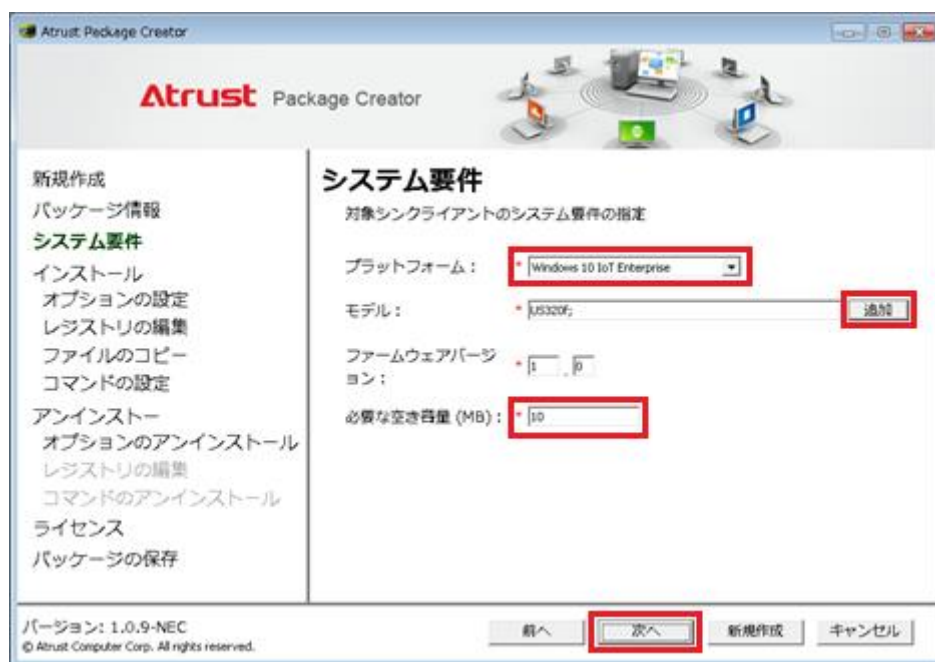 Atrust Package Creator
Atrust Package Creator
新規作成
パッケージ情報
システム要件
インストール
オプションの設定
レジストリの編集
ファイルのコピー
コマンドの設定
アンインストー
オプションのアンインストール
レジストリの編集
コマンドのアンインストール
ライセンス
パッケージの保存
システム要件
対象シンクライアントのシステム要件の指定
プラットフォーム : * Windows 10 IoT Enterprise
モデル : * US320F; 追加
ファームウェアバージ
ョン : * 1 . 0
必要な空き容量 (MB) : * 10
バージョン: 1.0.9-NEC
© Atrust Computer Corp. All rights reserved.
前へ 次へ 新規作成 キャンセル